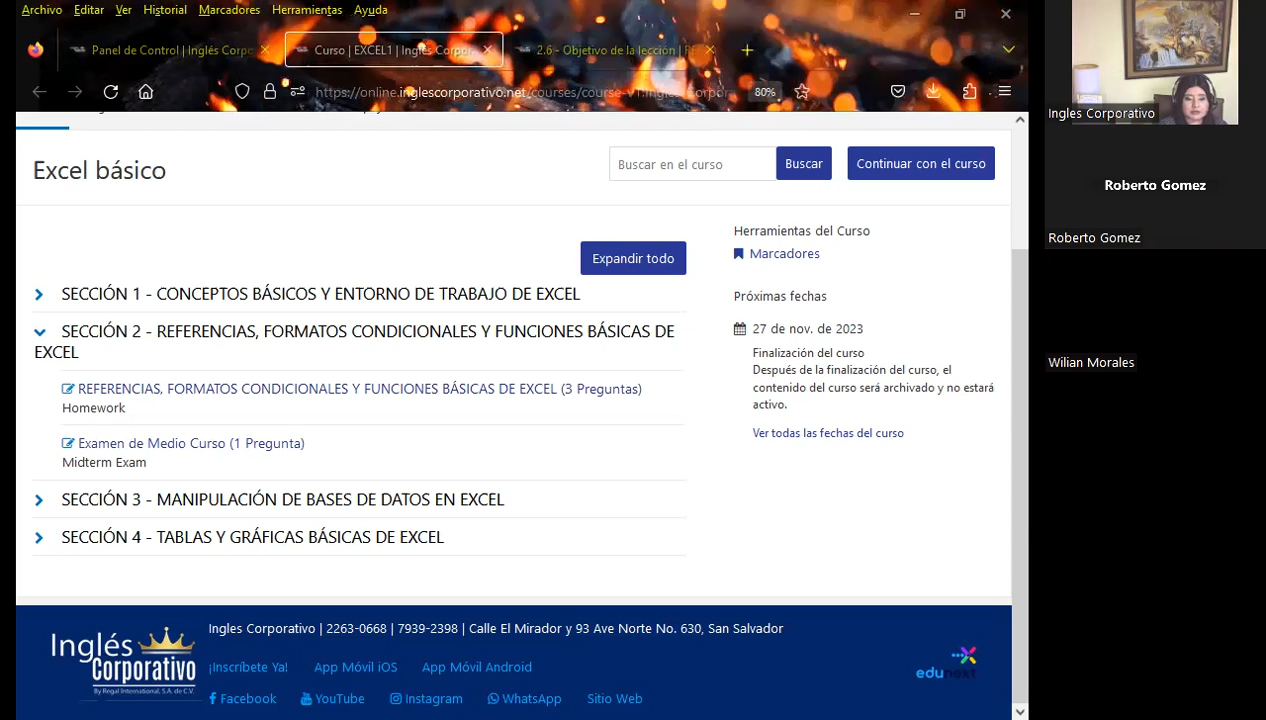 Archivo Editar Ver Historial Marcadores Herramientas Ayuda
Panel de Control | Inglés Corpo
Curso | EXCEL1 | Inglés Corpor
2.6 - Objetivo de la lección |
https://online.inglescorporativo.net/courses/course-v1:Ingles
80%
Excel básico
Buscar en el curso
Buscar
Continuar con el curso
Expandir todo
SECCIÓN 1 - CONCEPTOS BÁSICOS Y ENTORNO DE TRABAJO DE EXCEL
SECCIÓN 2 - REFERENCIAS, FORMATOS CONDICIONALES Y FUNCIONES BÁSICAS DE
EXCEL
REFERENCIAS, FORMATOS CONDICIONALES Y FUNCIONES BÁSICAS DE EXCEL (3 Preguntas)
Homework
Examen de Medio Curso (1 Pregunta)
Midterm Exam
SECCIÓN 3 - MANIPULACIÓN DE BASES DE DATOS EN EXCEL
SECCIÓN 4 - TABLAS Y GRÁFICAS BÁSICAS DE EXCEL
Herramientas del Curso
Marcadores
Próximas fechas
27 de nov. de 2023
Finalización del curso
Después de la finalización del curso, el
contenido del curso será archivado y no estará
activo.
Ver todas las fechas del curso
Inglés
Corporativo
By Regal International, S.A. de C.V.
Ingles Corporativo | 2263-0668 | 7939-2398 | Calle El Mirador y 93 Ave Norte No. 630, San Salvador
¡Inscríbete Ya! App Móvil iOS App Móvil Android
Facebook YouTube Instagram WhatsApp Sitio Web
edunext
Ingles Corporativo
Roberto Gomez
Roberto Gomez
Wilian Morales